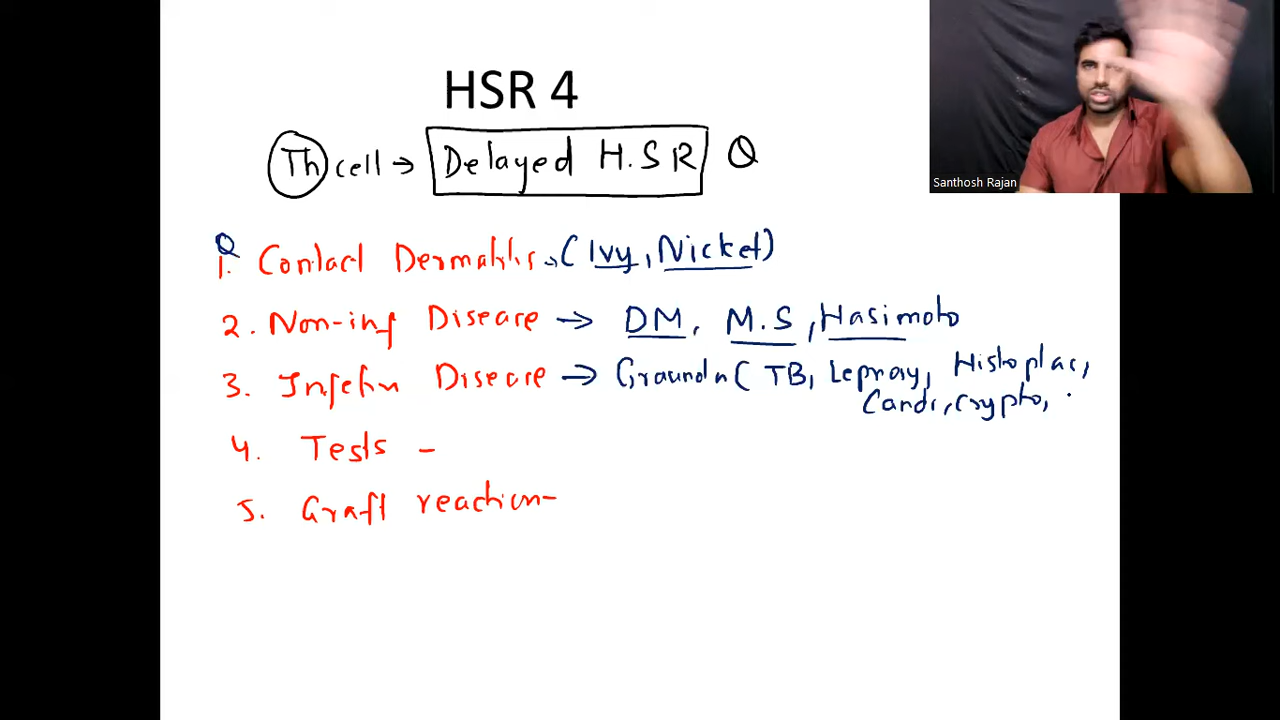 HSR 4
Th cell → Delayed H.S.R Q
Santhosh Rajan
Q
1. Contact Dermatitis → (Ivy, Nickel)
2. Non-inf Disease → DM, M.S, Hasimoto
3. Infectn Disease → Graundn ( TB, Leprosy, Histoplas,
Candi, Crypto,
4. Tests -
5. Graft reaction-